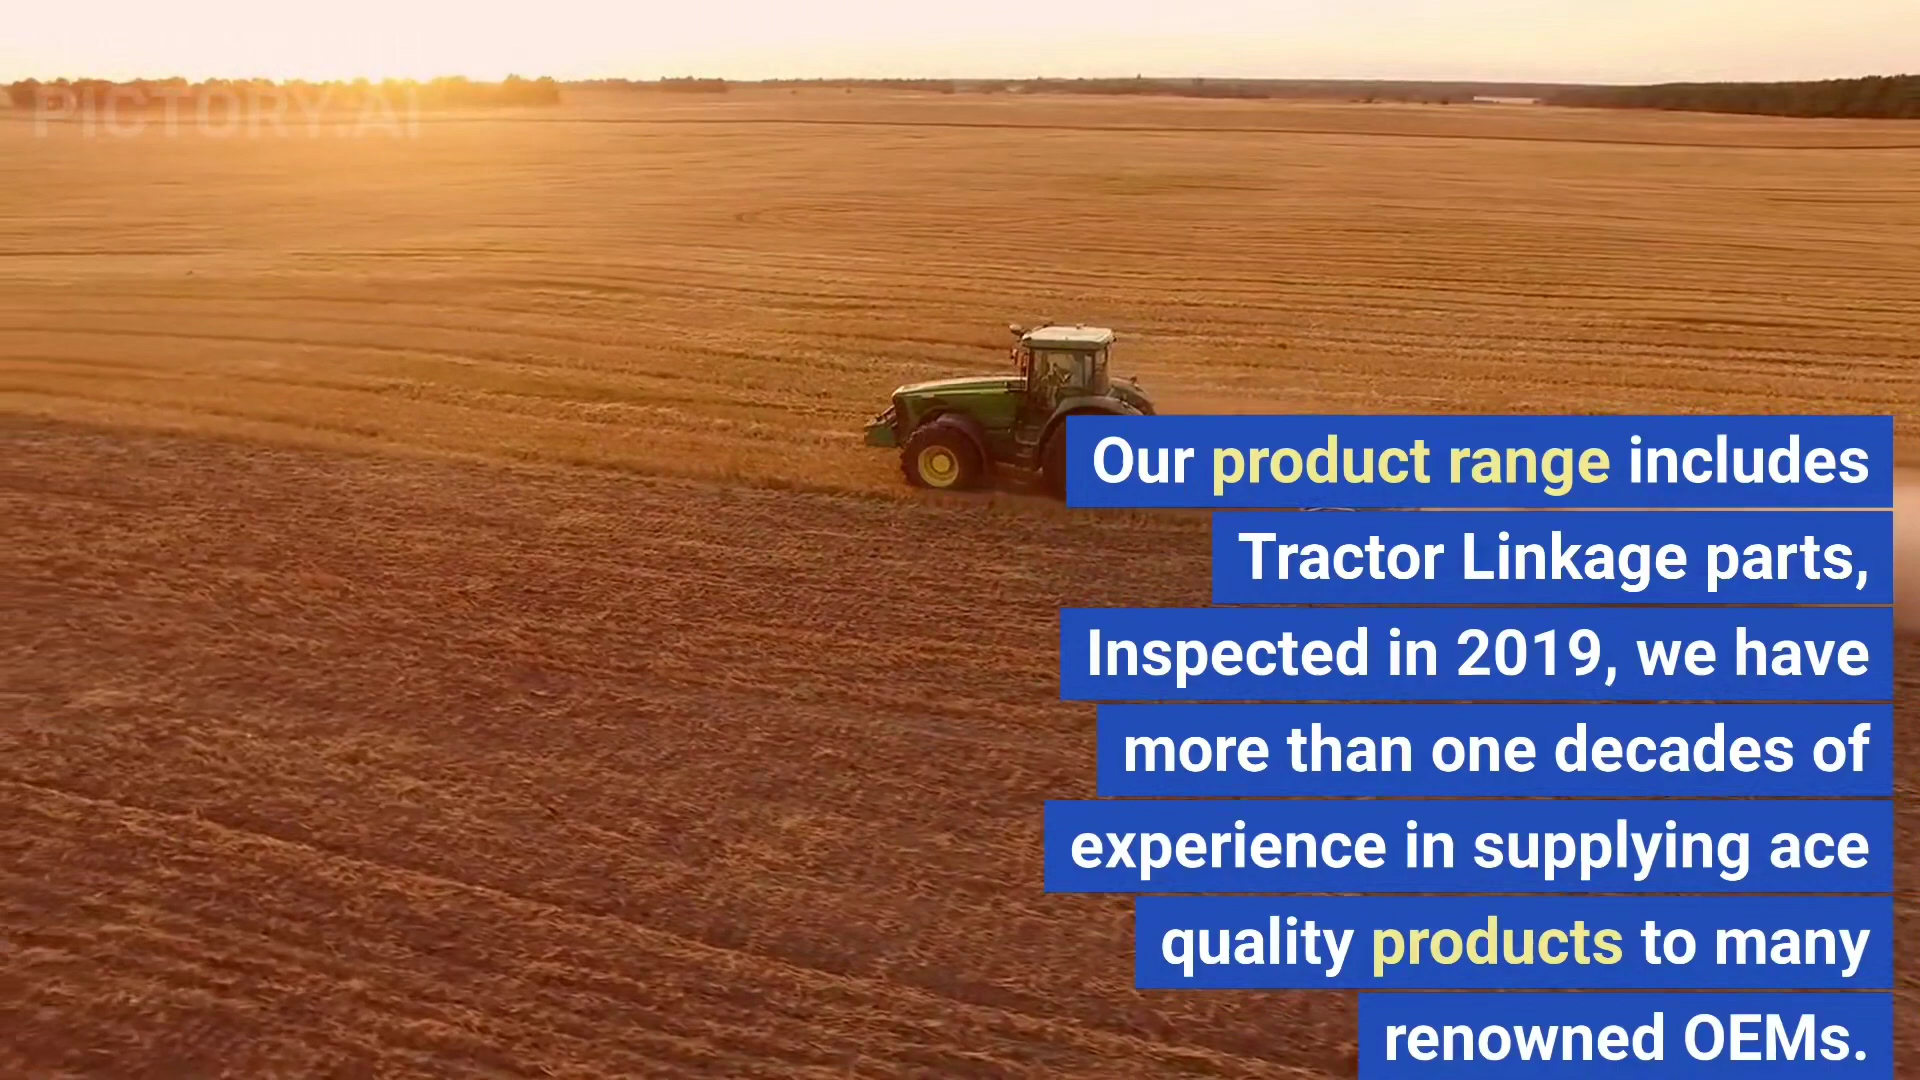 PICTORY.AI
Our product range includes
Tractor Linkage parts,
Inspected in 2019, we have
more than one decades of
experience in supplying ace
quality products to many
renowned OEMs.